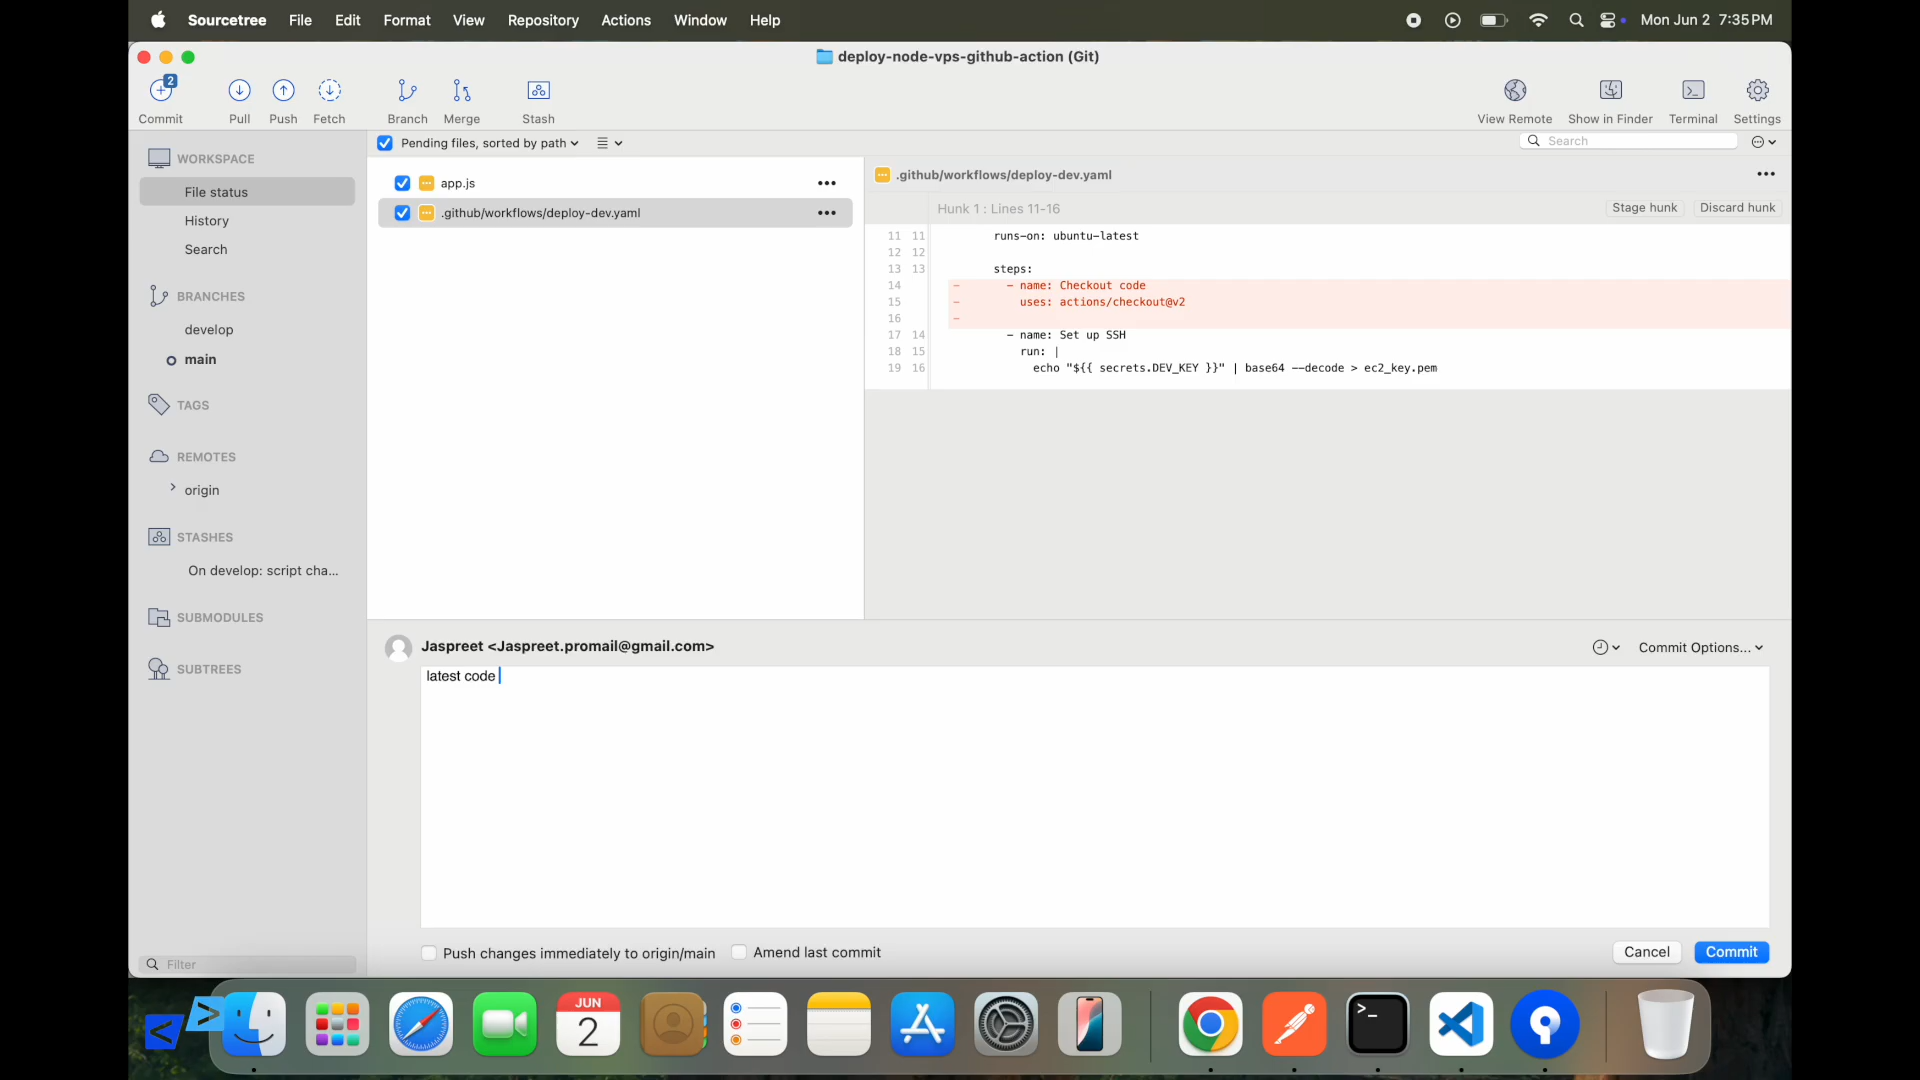 Sourcetree File Edit Format View Repository Actions Window Help Mon Jun 2 7:35 PM
deploy-node-vps-github-action (Git)
2
Commit Pull Push Fetch Branch Merge Stash View Remote Show in Finder Terminal Settings
WORKSPACE
File status
History
Search
BRANCHES
develop
main
TAGS
REMOTES
origin
STASHES
On develop: script cha...
SUBMODULES
SUBTREES
Filter
Pending files, sorted by path
Search
app.js
.github/workflows/deploy-dev.yaml
.github/workflows/deploy-dev.yaml
Hunk 1 : Lines 11-16
Stage hunk Discard hunk
11 11 runs-on: ubuntu-latest
12 12
13 13 steps:
14 - - name: Checkout code
15 - uses: actions/checkout@v2
16 -
17 14 - name: Set up SSH
18 15 run: |
19 16 echo "${{ secrets.DEV_KEY }}" | base64 --decode > ec2_key.pem
Jaspreet <Jaspreet.promail@gmail.com>
Commit Options...
latest code
Push changes immediately to origin/main Amend last commit
Cancel Commit
JUN
2